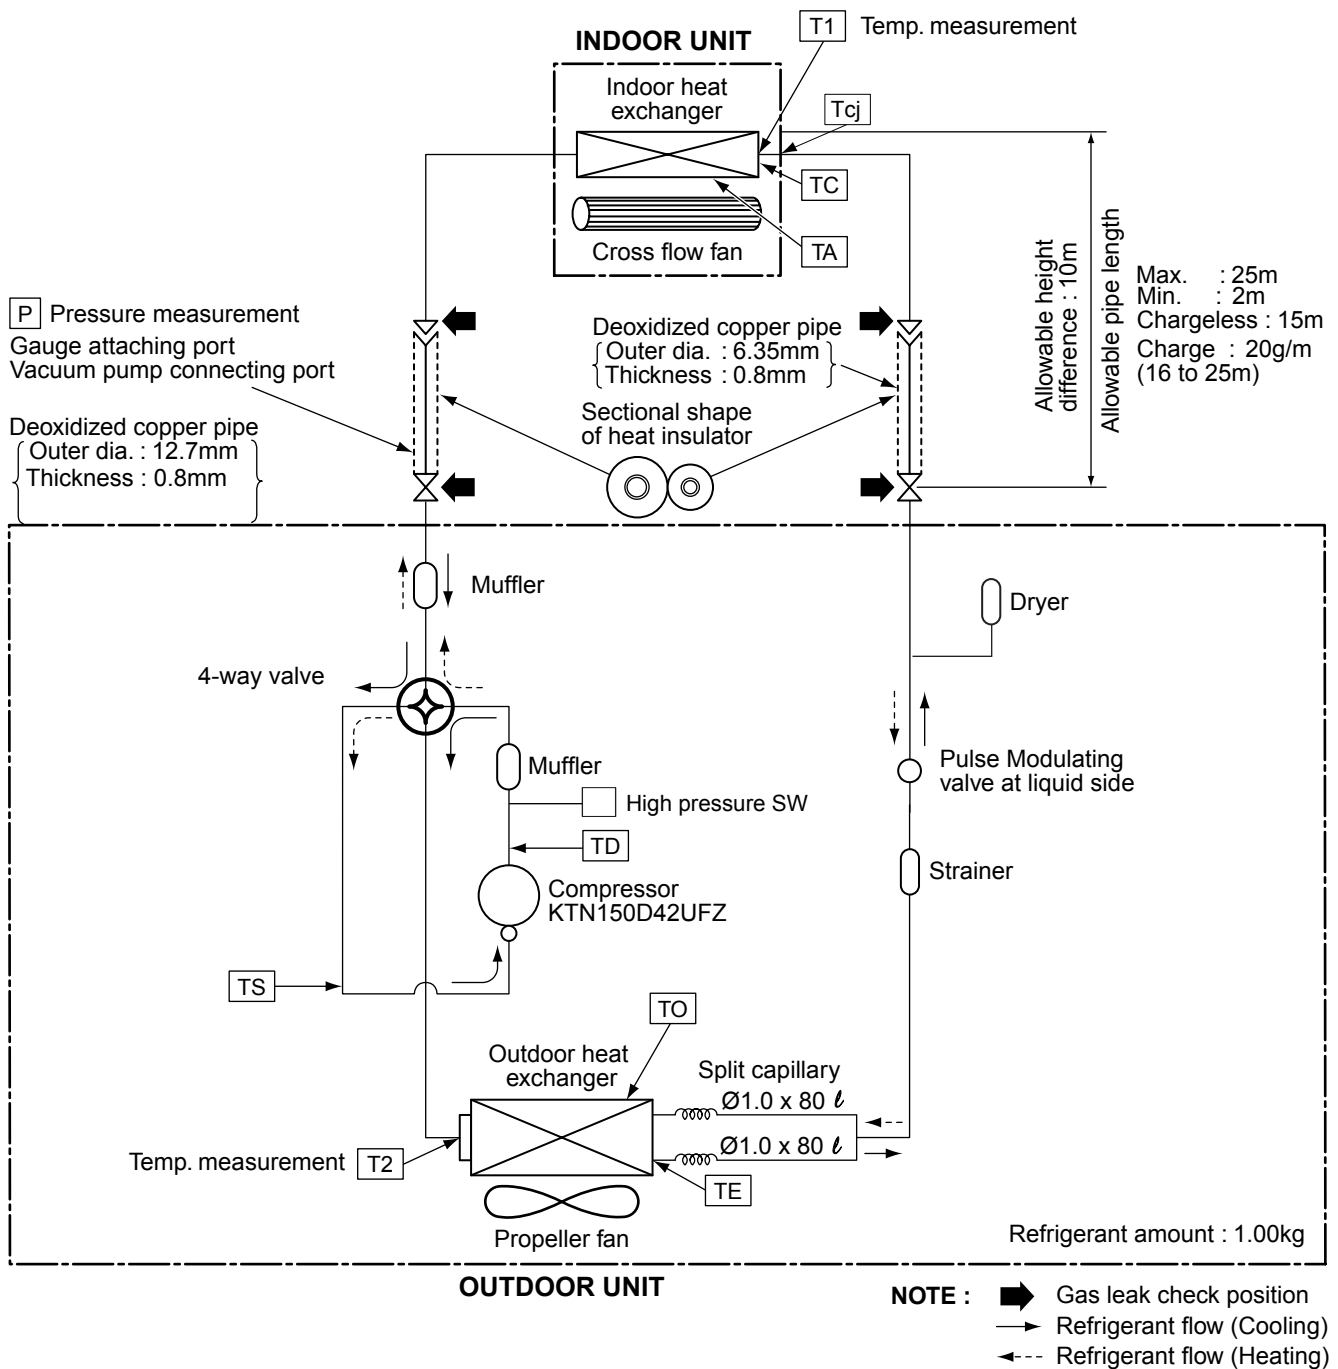 T1 Temp. measurement
INDOOR UNIT
Indoor heat
exchanger
Tcj
TC
Cross flow fan
TA
Allowable height
difference : 10m
Allowable pipe length
Max. : 25m
Min. : 2m
Chargeless : 15m
Charge : 20g/m
(16 to 25m)
P Pressure measurement
Gauge attaching port
Vacuum pump connecting port
Deoxidized copper pipe
Outer dia. : 12.7mm
Thickness : 0.8mm
Deoxidized copper pipe
Outer dia. : 6.35mm
Thickness : 0.8mm
Sectional shape
of heat insulator
Muffler
Dryer
4-way valve
Muffler
High pressure SW
TD
Pulse Modulating
valve at liquid side
Compressor
KTN150D42UFZ
Strainer
TS
TO
Outdoor heat
exchanger
Split capillary
Ø1.0 x 80 ℓ
Ø1.0 x 80 ℓ
Temp. measurement T2
TE
Propeller fan
Refrigerant amount : 1.00kg
OUTDOOR UNIT
NOTE : Gas leak check position
Refrigerant flow (Cooling)
Refrigerant flow (Heating)